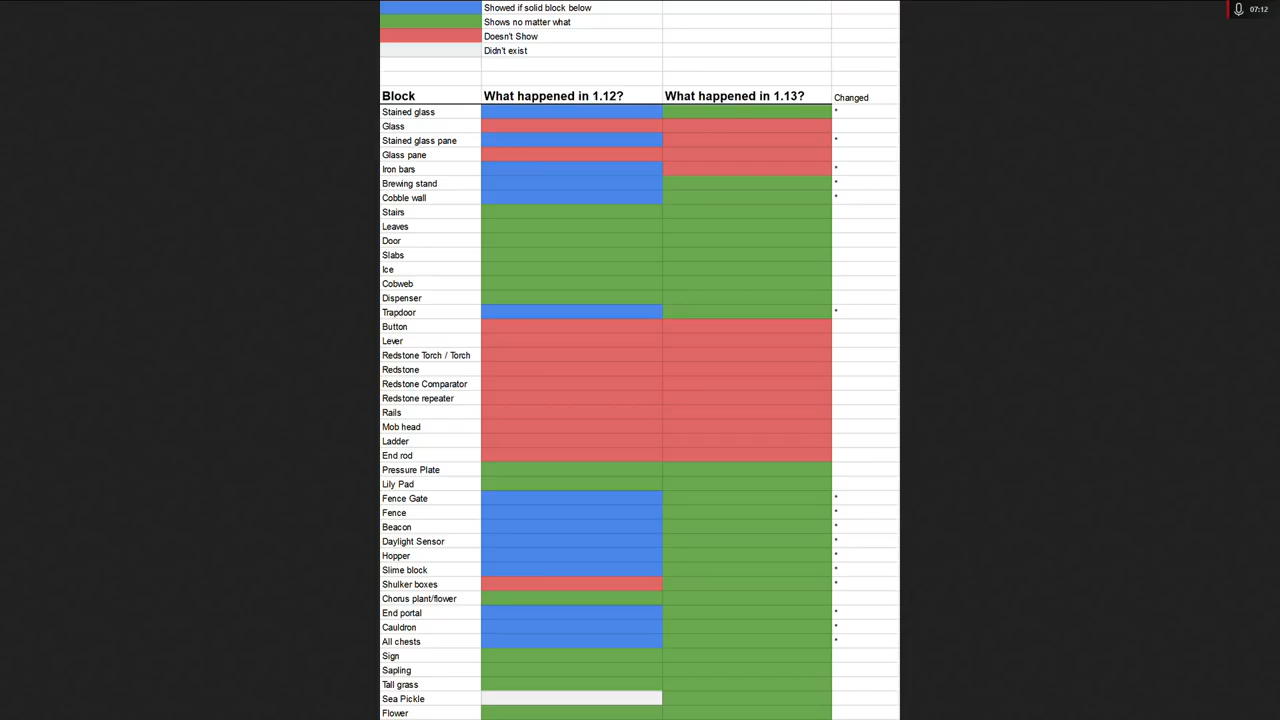 Showed if solid block below
07:12
Shows no matter what
Doesn't Show
Didn't exist
Block What happened in 1.12? What happened in 1.13? Changed
Stained glass *
Glass
Stained glass pane *
Glass pane
Iron bars *
Brewing stand *
Cobble wall *
Stairs
Leaves
Door
Slabs
Ice
Cobweb
Dispenser
Trapdoor *
Button
Lever
Redstone Torch / Torch
Redstone
Redstone Comparator
Redstone repeater
Rails
Mob head
Ladder
End rod
Pressure Plate
Lily Pad
Fence Gate *
Fence *
Beacon *
Daylight Sensor *
Hopper *
Slime block *
Shulker boxes *
Chorus plant/flower
End portal *
Cauldron *
All chests *
Sign
Sapling
Tall grass
Sea Pickle
Flower